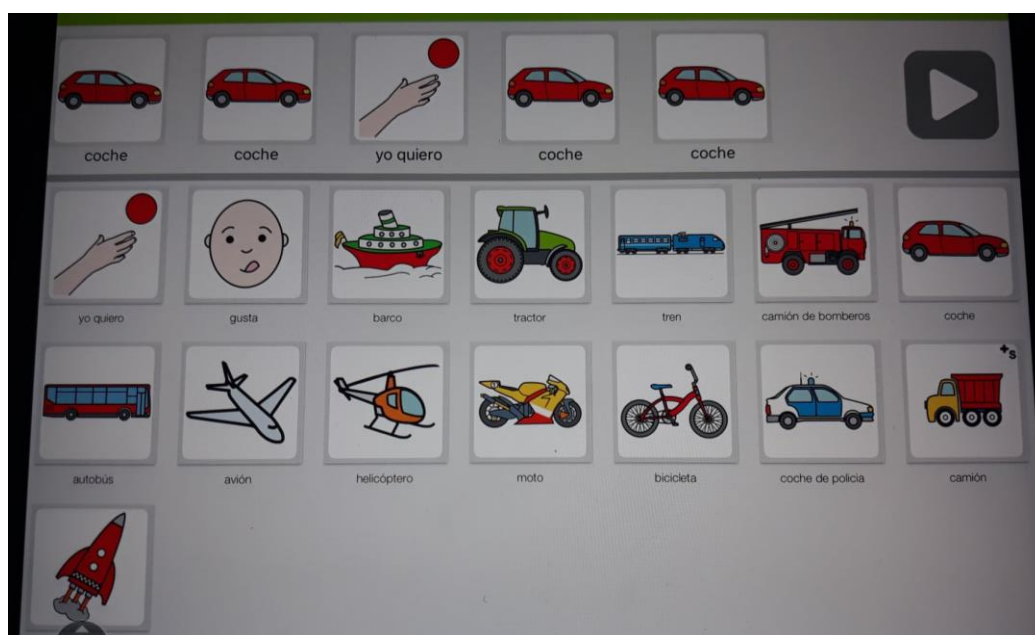 coche coche yo quiero coche coche
yo quiero gusta barco tractor tren camión de bomberos coche
+s
autobús avión helicóptero moto bicicleta coche de policia camión